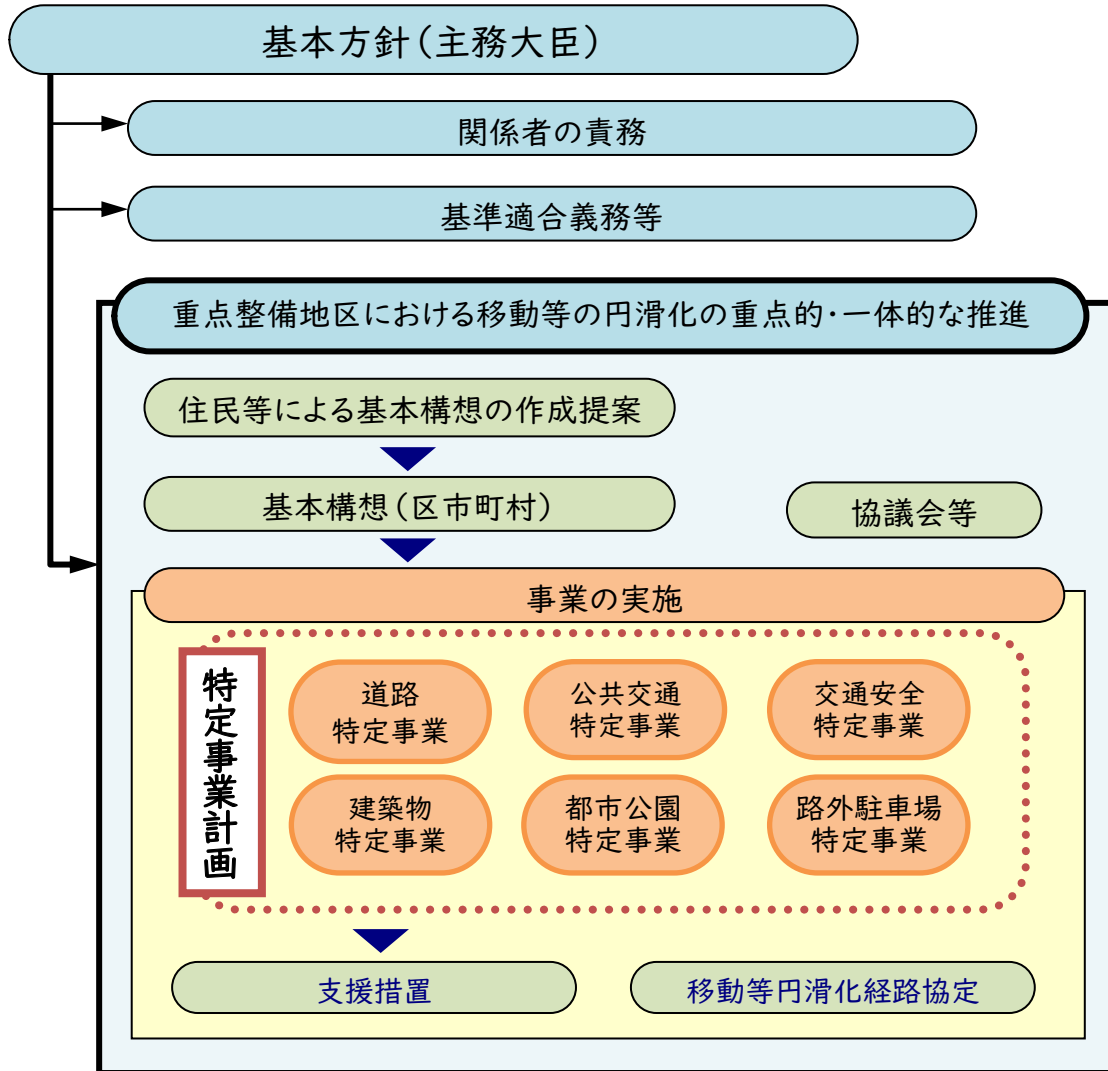 基本方針(主務大臣)
関係者の責務
基準適合義務等
重点整備地区における移動等の円滑化の重点的・一体的な推進
住民等による基本構想の作成提案
基本構想(区市町村)
協議会等
事業の実施
特定事業計画
道路
特定事業
公共交通
特定事業
交通安全
特定事業
建築物
特定事業
都市公園
特定事業
路外駐車場
特定事業
支援措置
移動等円滑化経路協定